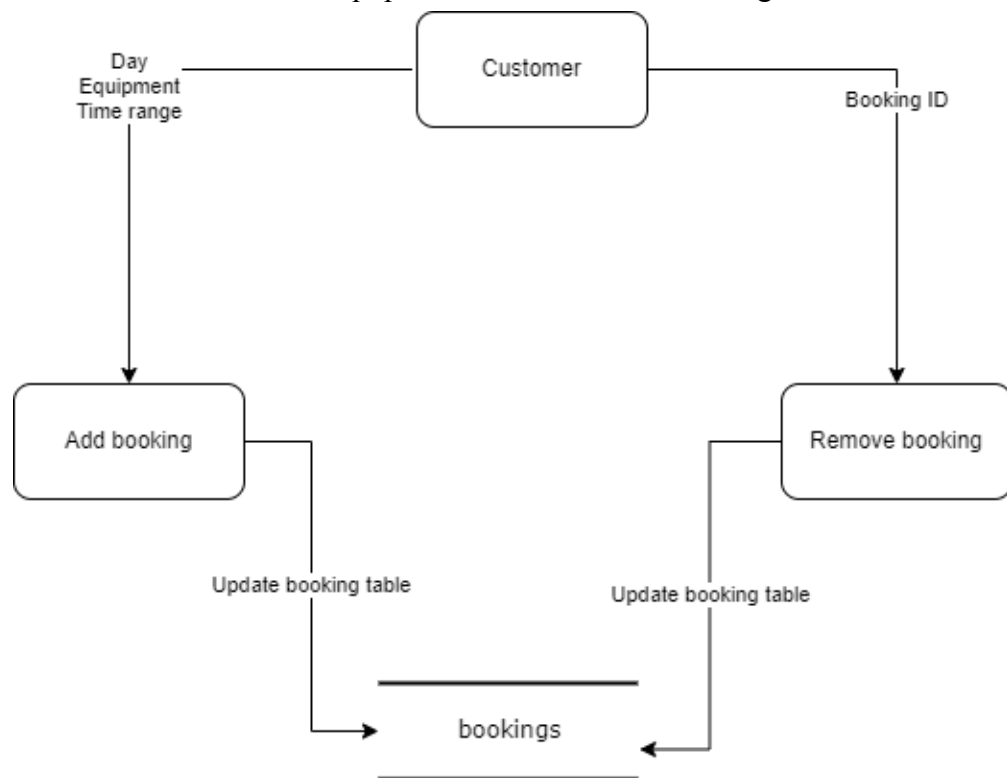 Customer
Day
Equipment
Time range
Booking ID
Add booking
Remove booking
Update booking table
Update booking table
bookings